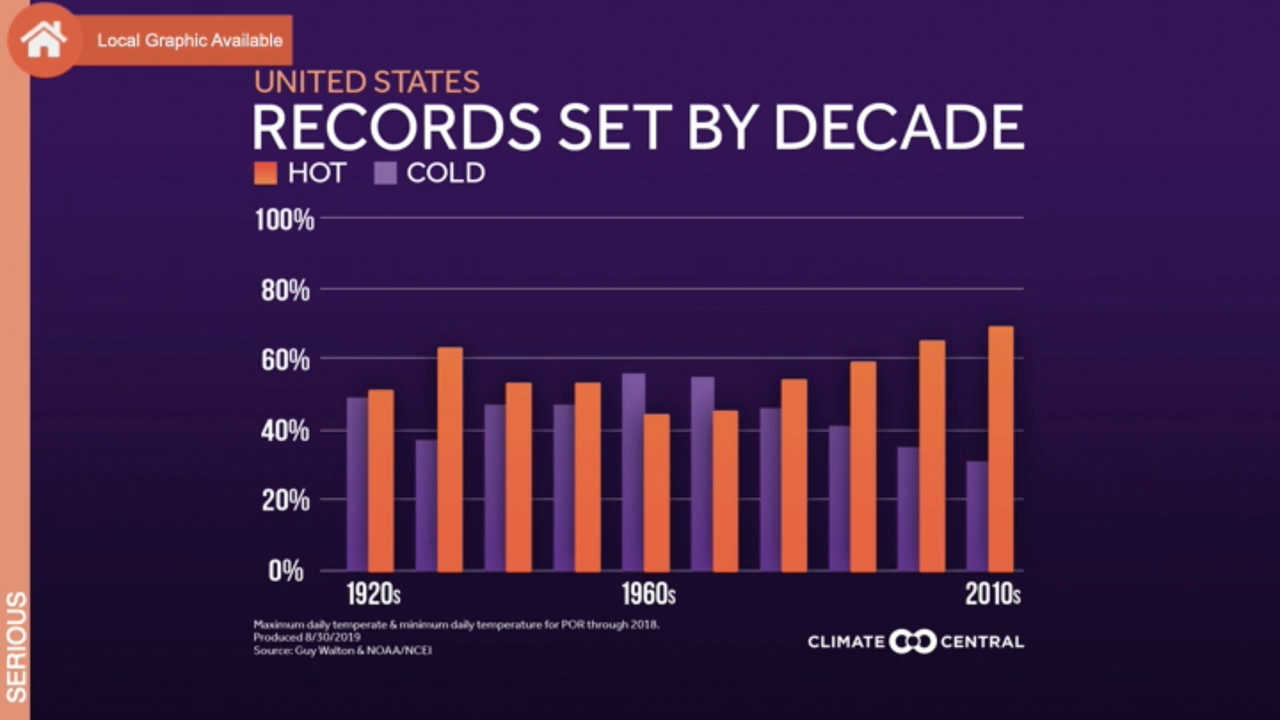 Local Graphic Available
UNITED STATES
RECORDS SET BY DECADE
HOT COLD
100%
80%
60%
40%
20%
0%
1920s 1960s 2010s
Maximum daily temperate & minimum daily temperature for POR through 2018.
Produced 8/30/2019
Source: Guy Walton & NOAA/NCEI
CLIMATE CENTRAL
SERIOUS